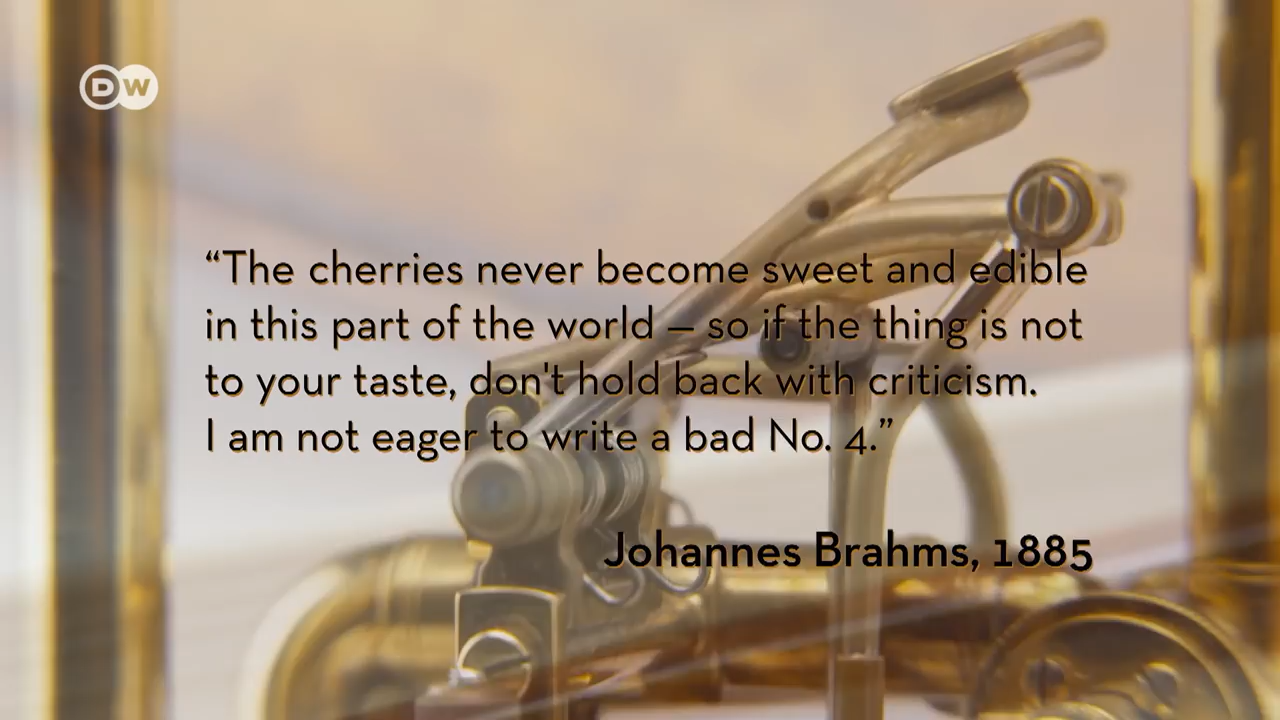 DW
“The cherries never become sweet and edible
in this part of the world – so if the thing is not
to your taste, don't hold back with criticism.
I am not eager to write a bad No. 4.”
Johannes Brahms, 1885